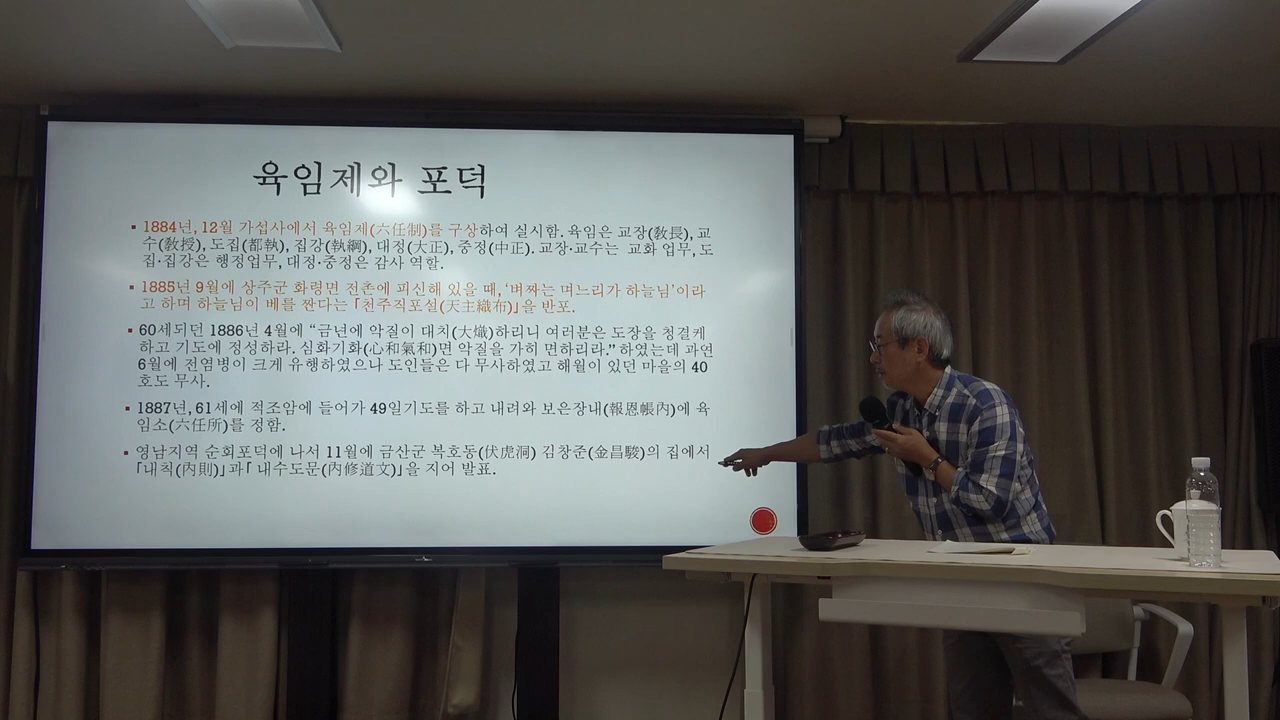 육임제와 포덕
1884년, 12월 가섭사에서 육임제(六任制)를 구상하여 실시함. 육임은 교장(敎長), 교
수(敎授), 도집(都執), 집강(執綱), 대정(大正), 중정(中正). 교장·교수는 교화 업무, 도
집·집강은 행정업무, 대정·중정은 감사 역할.
1885년 9월에 상주군 화령면 전촌에 피신해 있을 때, ‘벼짜는 며느리가 하늘님’이라
고 하며 하늘님이 베를 짠다는 「천주직포설(天主織布)」을 반포.
60세되던 1886년 4월에 “금년에 악질이 대치(大熾)하리니 여러분은 도장을 청결케
하고 기도에 정성하라. 심화기화(心和氣和)면 악질을 가히 면하리라.” 하였는데 과연
6월에 전염병이 크게 유행하였으나 도인들은 다 무사하였고 해월이 있던 마을의 40
호도 무사.
1887년, 61세에 적조암에 들어가 49일기도를 하고 내려와 보은장내(報恩帳內)에 육
임소(六任所)를 정함.
영남지역 순회포덕에 나서 11월에 금산군 복호동(伏虎洞) 김창준(金昌駿)의 집에서
「내칙(內則)」과 「내수도문(內修道文)」을 지어 발표.